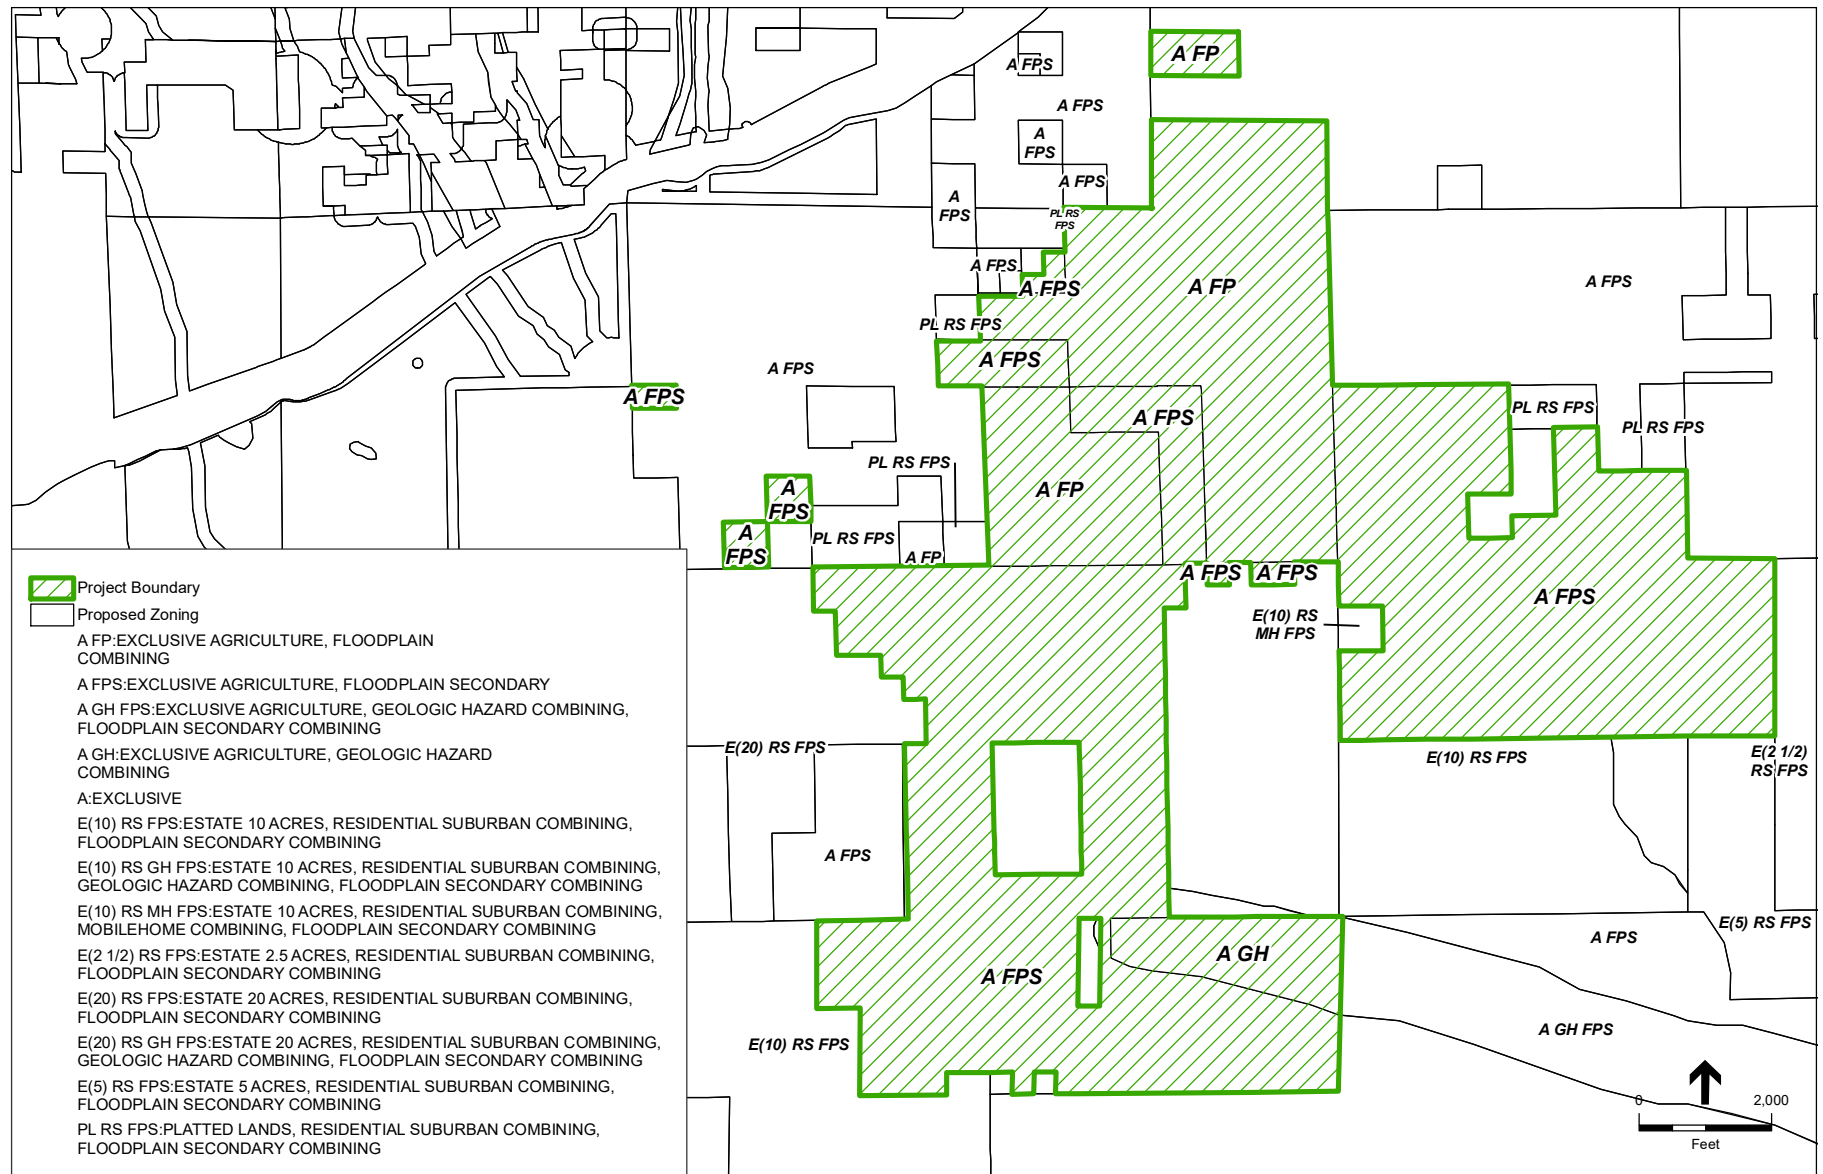 A FP
A FPS
A FPS
A
FPS
A FPS
A
FPS
PL RS
FPS
A FPS
A FPS
A FP
A FPS
PL RS FPS
A FPS
A FPS
A FPS
A FPS
PL RS FPS
PL RS FPS
PL RS FPS
A FP
A
FPS
A
FPS
PL RS FPS
A FP
A FPS
A FPS
A FPS
E(10) RS
MH FPS
E(20) RS FPS
E(10) RS FPS
E(2 1/2)
RS FPS
A FPS
E(5) RS FPS
A FPS
A GH
A FPS
A GH FPS
E(10) RS FPS
Project Boundary
Proposed Zoning
A FP:EXCLUSIVE AGRICULTURE, FLOODPLAIN
COMBINING
A FPS:EXCLUSIVE AGRICULTURE, FLOODPLAIN SECONDARY
A GH FPS:EXCLUSIVE AGRICULTURE, GEOLOGIC HAZARD COMBINING,
FLOODPLAIN SECONDARY COMBINING
A GH:EXCLUSIVE AGRICULTURE, GEOLOGIC HAZARD
COMBINING
A:EXCLUSIVE
E(10) RS FPS:ESTATE 10 ACRES, RESIDENTIAL SUBURBAN COMBINING,
FLOODPLAIN SECONDARY COMBINING
E(10) RS GH FPS:ESTATE 10 ACRES, RESIDENTIAL SUBURBAN COMBINING,
GEOLOGIC HAZARD COMBINING, FLOODPLAIN SECONDARY COMBINING
E(10) RS MH FPS:ESTATE 10 ACRES, RESIDENTIAL SUBURBAN COMBINING,
MOBILEHOME COMBINING, FLOODPLAIN SECONDARY COMBINING
E(2 1/2) RS FPS:ESTATE 2.5 ACRES, RESIDENTIAL SUBURBAN COMBINING,
FLOODPLAIN SECONDARY COMBINING
E(20) RS FPS:ESTATE 20 ACRES, RESIDENTIAL SUBURBAN COMBINING,
FLOODPLAIN SECONDARY COMBINING
E(20) RS GH FPS:ESTATE 20 ACRES, RESIDENTIAL SUBURBAN COMBINING,
GEOLOGIC HAZARD COMBINING, FLOODPLAIN SECONDARY COMBINING
E(5) RS FPS:ESTATE 5 ACRES, RESIDENTIAL SUBURBAN COMBINING,
FLOODPLAIN SECONDARY COMBINING
PL RS FPS:PLATTED LANDS, RESIDENTIAL SUBURBAN COMBINING,
FLOODPLAIN SECONDARY COMBINING
0 2,000
Feet